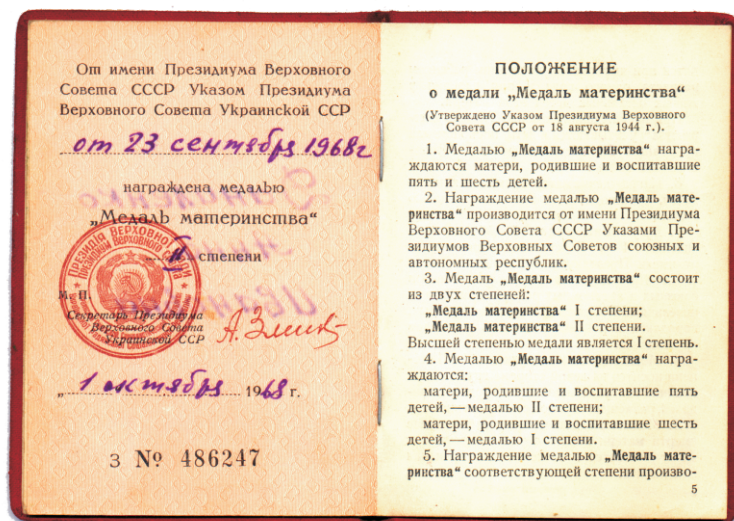 От имени Президиума Верховного
Совета СССР Указом Президиума
Верховного Совета Украинской ССР
от 23 сентября 1968г
награждена медалью
„Медаль материнства“
II степени
М. П.
Секретарь Президиума
Верховного Совета
Украинской ССР
„1 октября 1968 г.
З № 486247
ПОЛОЖЕНИЕ
о медали „Медаль материнства“
(Утверждено Указом Президиума Верховного
Совета СССР от 18 августа 1944 г.).
1. Медалью „Медаль материнства“ награ-
ждаются матери, родившие и воспитавшие
пять и шесть детей.
2. Награждение медалью „Медаль мате-
ринства“ производится от имени Президиума
Верховного Совета СССР Указами Пре-
зидиумов Верховных Советов союзных и
автономных республик.
3. Медаль „Медаль материнства“ состоит
из двух степеней:
„Медаль материнства“ I степени;
„Медаль материнства“ II степени.
Высшей степенью медали является I степень.
4. Медалью „Медаль материнства“ награ-
ждаются:
матери, родившие и воспитавшие пять
детей, — медалью II степени;
матери, родившие и воспитавшие шесть
детей, — медалью I степени.
5. Награждение медалью „Медаль мате-
ринства“ соответствующей степени произво-
5